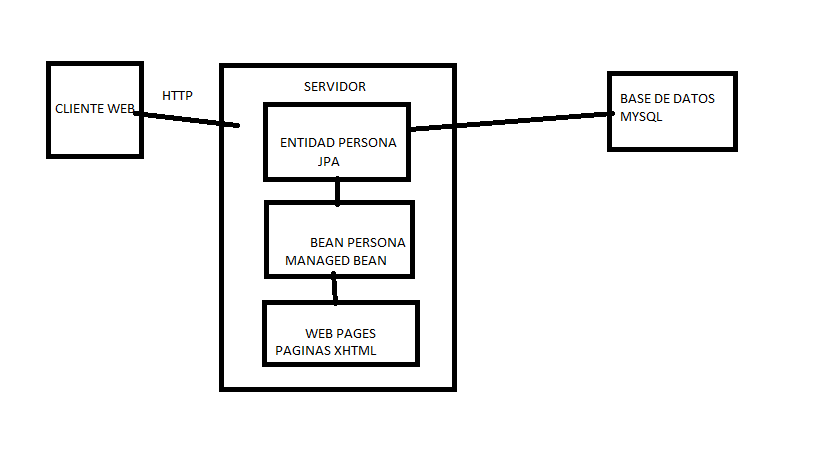 CLIENTE WEB
HTTP
SERVIDOR
ENTIDAD PERSONA
JPA
BEAN PERSONA
MANAGED BEAN
WEB PAGES
PAGINAS XHTML
BASE DE DATOS
MYSQL